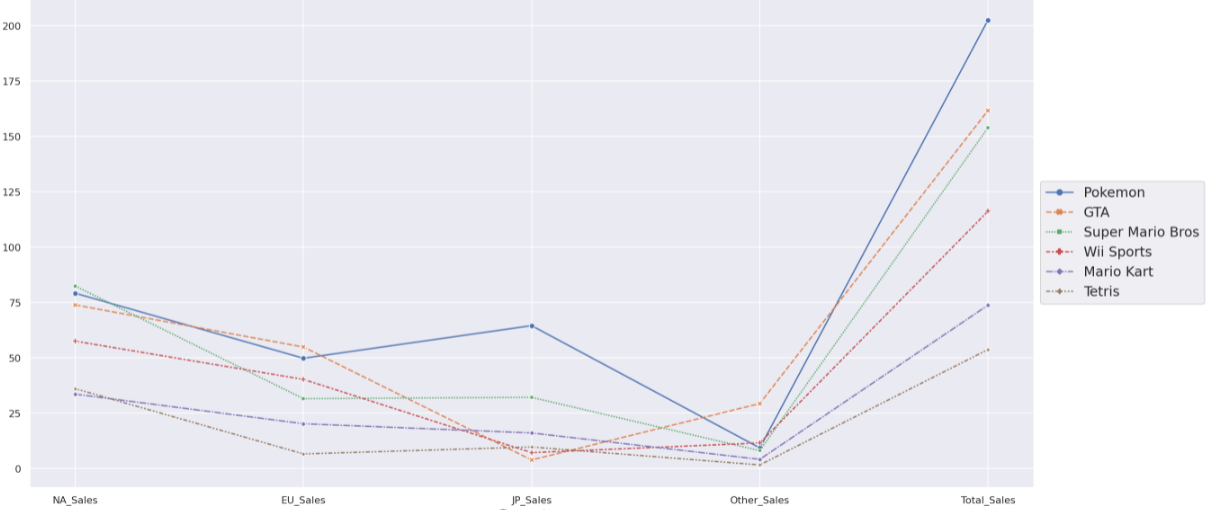 200
175
150
125
100
75
50
25
0
NA_Sales EU_Sales JP_Sales Other_Sales Total_Sales
Pokemon
GTA
Super Mario Bros
Wii Sports
Mario Kart
Tetris